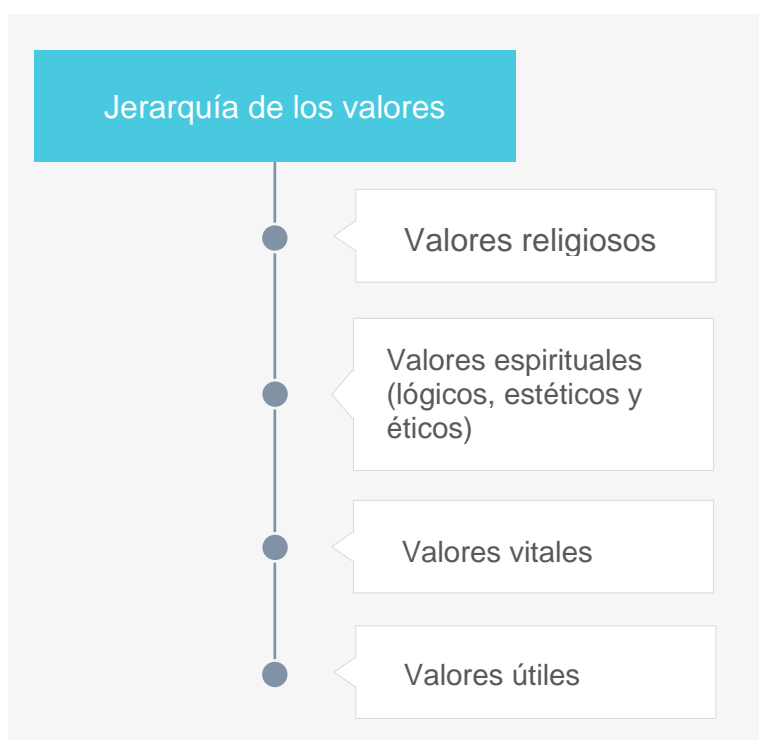 Jerarquía de los valores
Valores religiosos
Valores espirituales
(lógicos, estéticos y
éticos)
Valores vitales
Valores útiles